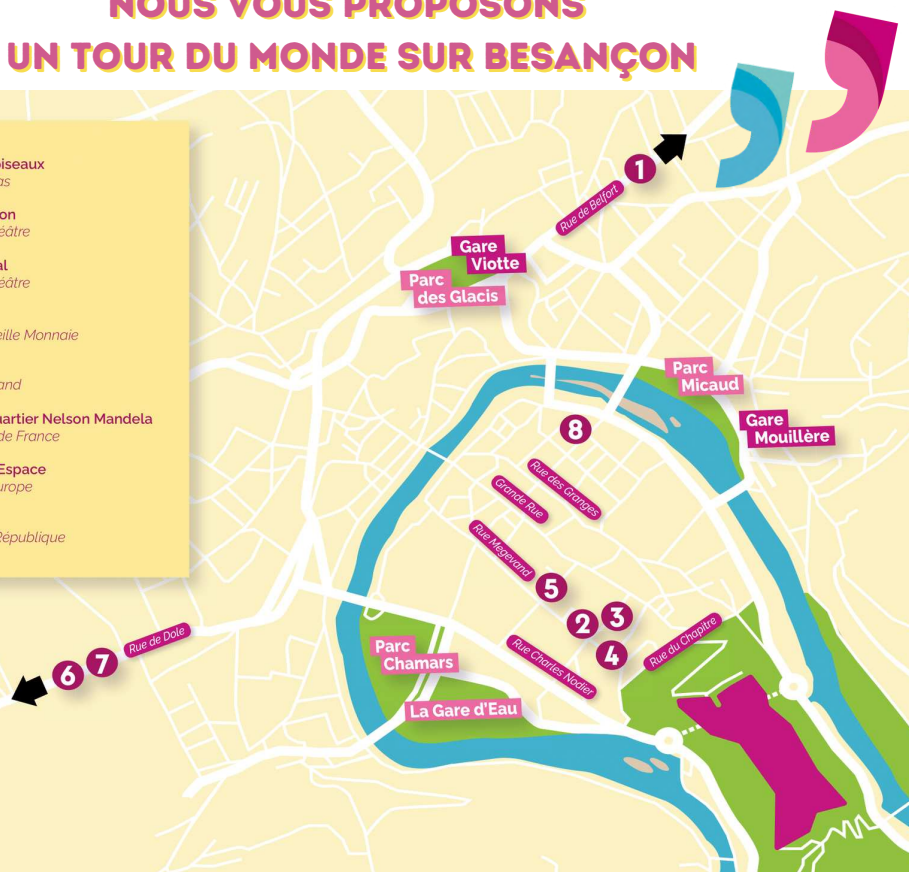 NOUS VOUS PROPOSONS
UN TOUR DU MONDE SUR BESANÇON
oiseaux
as
on
éâtre
al
éâtre
eille Monnaie
and
uartier Nelson Mandela
de France
Espace
urope
République
1
Rue de Belfort
Gare
Viotte
Parc
des Glacis
Parc
Micaud
Gare
Mouillère
8
Rue des Granges
Grande Rue
Rue Megevand
5
2
3
4
Rue du Chapitre
Rue Charles Nodier
Rue de Dole
6
7
Parc
Chamars
La Gare d'Eau